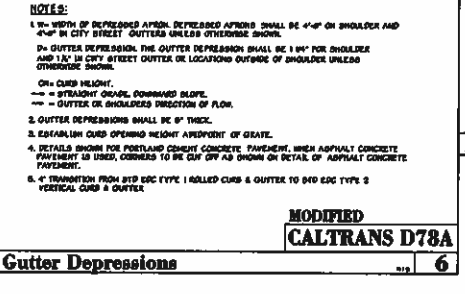 NOTES:
1. W= WIDTH OF DEPRESSED APRON. DEPRESSED APRONS SHALL BE 4'-0" ON SHOULDER AND
IN CITY STREET GUTTERS UNLESS OTHERWISE SHOWN.
D= GUTTER DEPRESSION. THE GUTTER DEPRESSION SHALL BE FOR SHOULDER
AND IN CITY STREET GUTTER OR LOCATIONS OUTSIDE OF SHOULDER UNLESS
OTHERWISE SHOWN.
CH= CURB HEIGHT.
= STRAIGHT GRADE, DOWNWARD SLOPE.
= GUTTER OR SHOULDERS DIRECTION OF FLOW.
2. GUTTER DEPRESSIONS SHALL BE 6" THICK.
3. ESTABLISH CURB OPENING HEIGHT AT MIDPOINT OF GRATE.
4. DETAILS SHOWN FOR PORTLAND CEMENT CONCRETE PAVEMENT. WHEN ASPHALT CONCRETE
PAVEMENT IS USED, CORNERS TO BE CUT OFF AS SHOWN ON DETAIL OF ASPHALT CONCRETE
PAVEMENT.
5. 4' TRANSITION FROM STD EDC TYPE 1 ROLLED CURB & GUTTER TO STD EDC TYPE 2
VERTICAL CURB & GUTTER
MODIFIED
CALTRANS D78A
Gutter Depressions 6